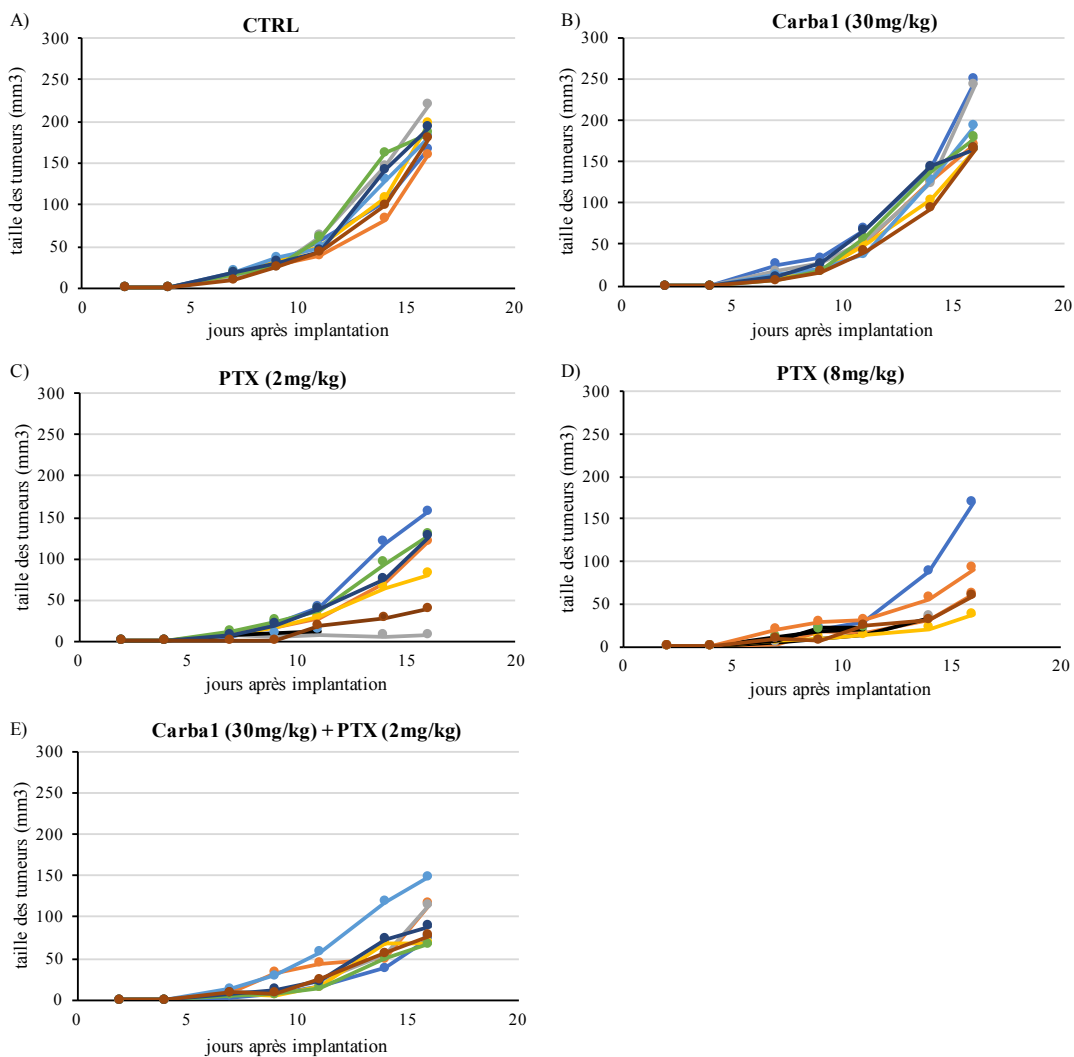 A)
CTRL
taille des tumeurs (mm3)
300
250
200
150
100
50
0
0 5 10 15 20
jours après implantation
B)
Carba1 (30mg/kg)
taille des tumeurs (mm3)
300
250
200
150
100
50
0
0 5 10 15 20
jours après implantation
C)
PTX (2mg/kg)
taille des tumeurs (mm3)
300
250
200
150
100
50
0
0 5 10 15 20
jours après implantation
D)
PTX (8mg/kg)
taille des tumeurs (mm3)
300
250
200
150
100
50
0
0 5 10 15 20
jours après implantation
E)
Carba1 (30mg/kg) + PTX (2mg/kg)
taille des tumeurs (mm3)
300
250
200
150
100
50
0
0 5 10 15 20
jours après implantation